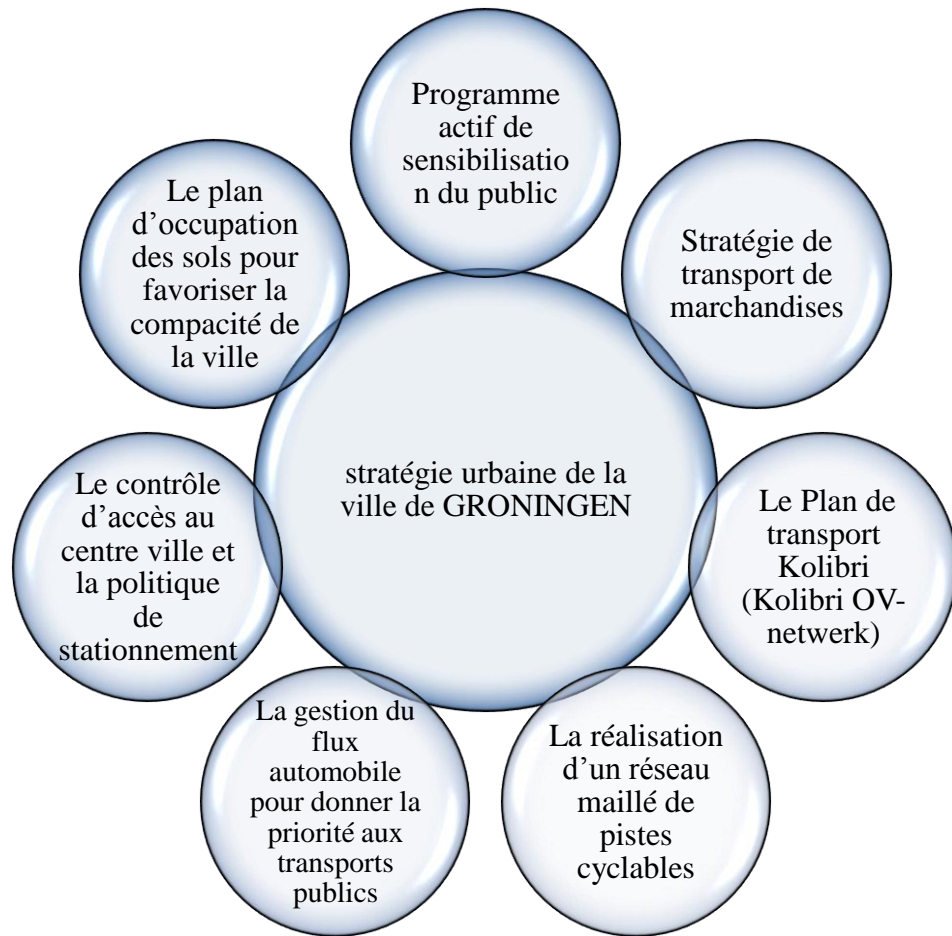 Programme
actif de
sensibilisatio
n du public
Stratégie de
transport de
marchandises
Le Plan de
transport
Kolibri
(Kolibri OV-
netwerk)
La réalisation
d’un réseau
maillé de
pistes
cyclables
La gestion du
flux
automobile
pour donner la
priorité aux
transports
publics
Le contrôle
d’accès au
centre ville et
la politique
de
stationnement
Le plan
d’occupation
des sols pour
favoriser la
compacité de
la ville
stratégie urbaine de la
ville de GRONINGEN